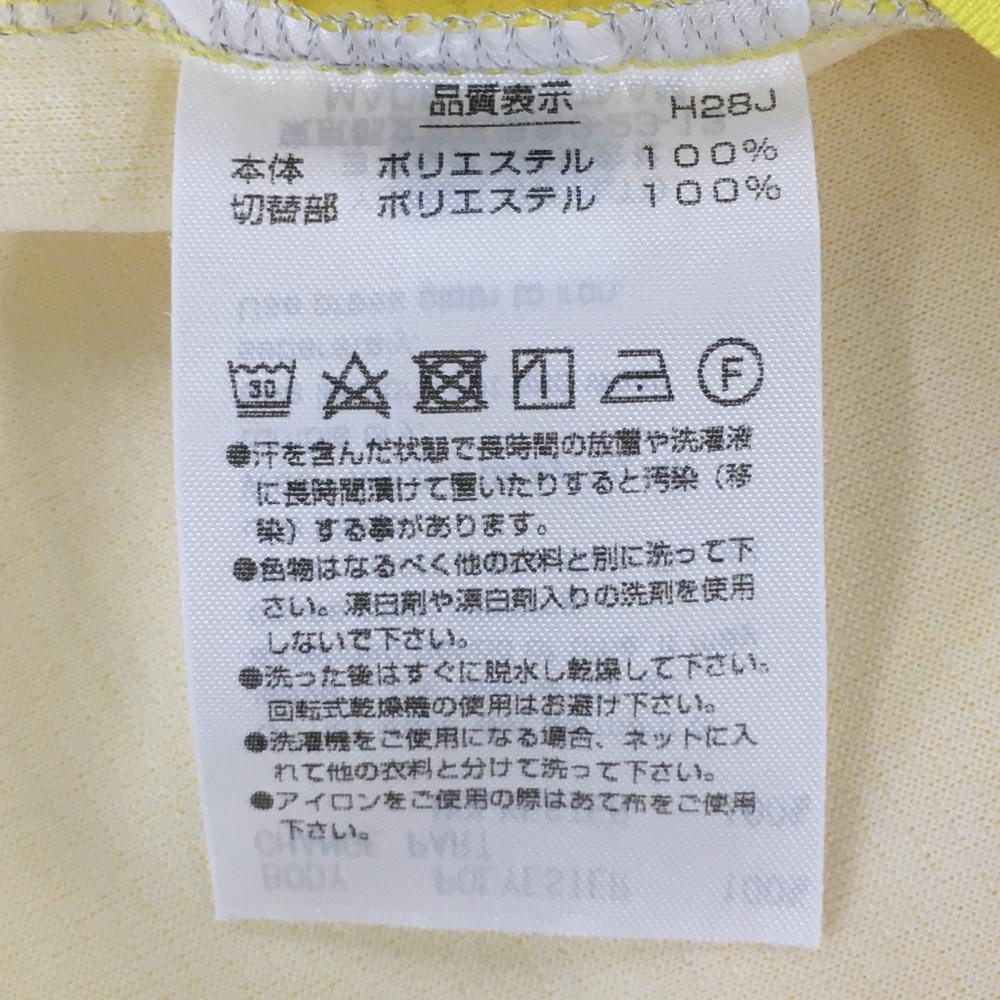 品質表示 H28J
本体 ポリエステル 100%
切替部 ポリエステル 100%
30 F
●汗を含んだ状態で長時間の放置や洗濯液
に長時間漬けて置いたりすると汚染（移
染）する事があります。
●色物はなるべく他の衣料と別に洗って下
さい。漂白剤や漂白剤入りの洗剤を使用
しないで下さい。
●洗った後はすぐに脱水し乾燥して下さい。
回転式乾燥機の使用はお避け下さい。
●洗濯機をご使用になる場合、ネットに入
れて他の衣料と分けて洗って下さい。
●アイロンをご使用の際はあて布をご使用
下さい。
CHANGE PART
BODY POLYESTER 100%